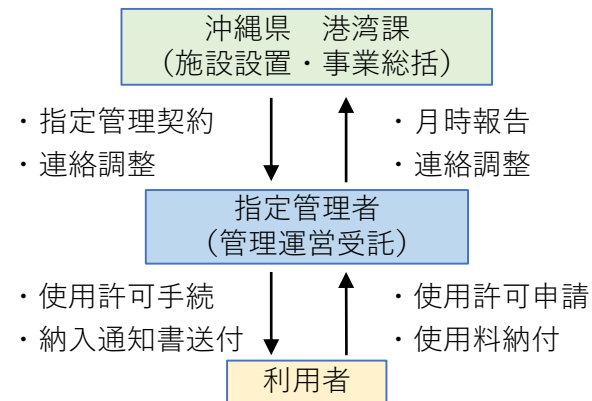 沖縄県　港湾課
（施設設置・事業総括）
・指定管理契約
・連絡調整
・月時報告
・連絡調整
指定管理者
（管理運営受託）
・使用許可手続
・納入通知書送付
・使用許可申請
・使用料納付
利用者